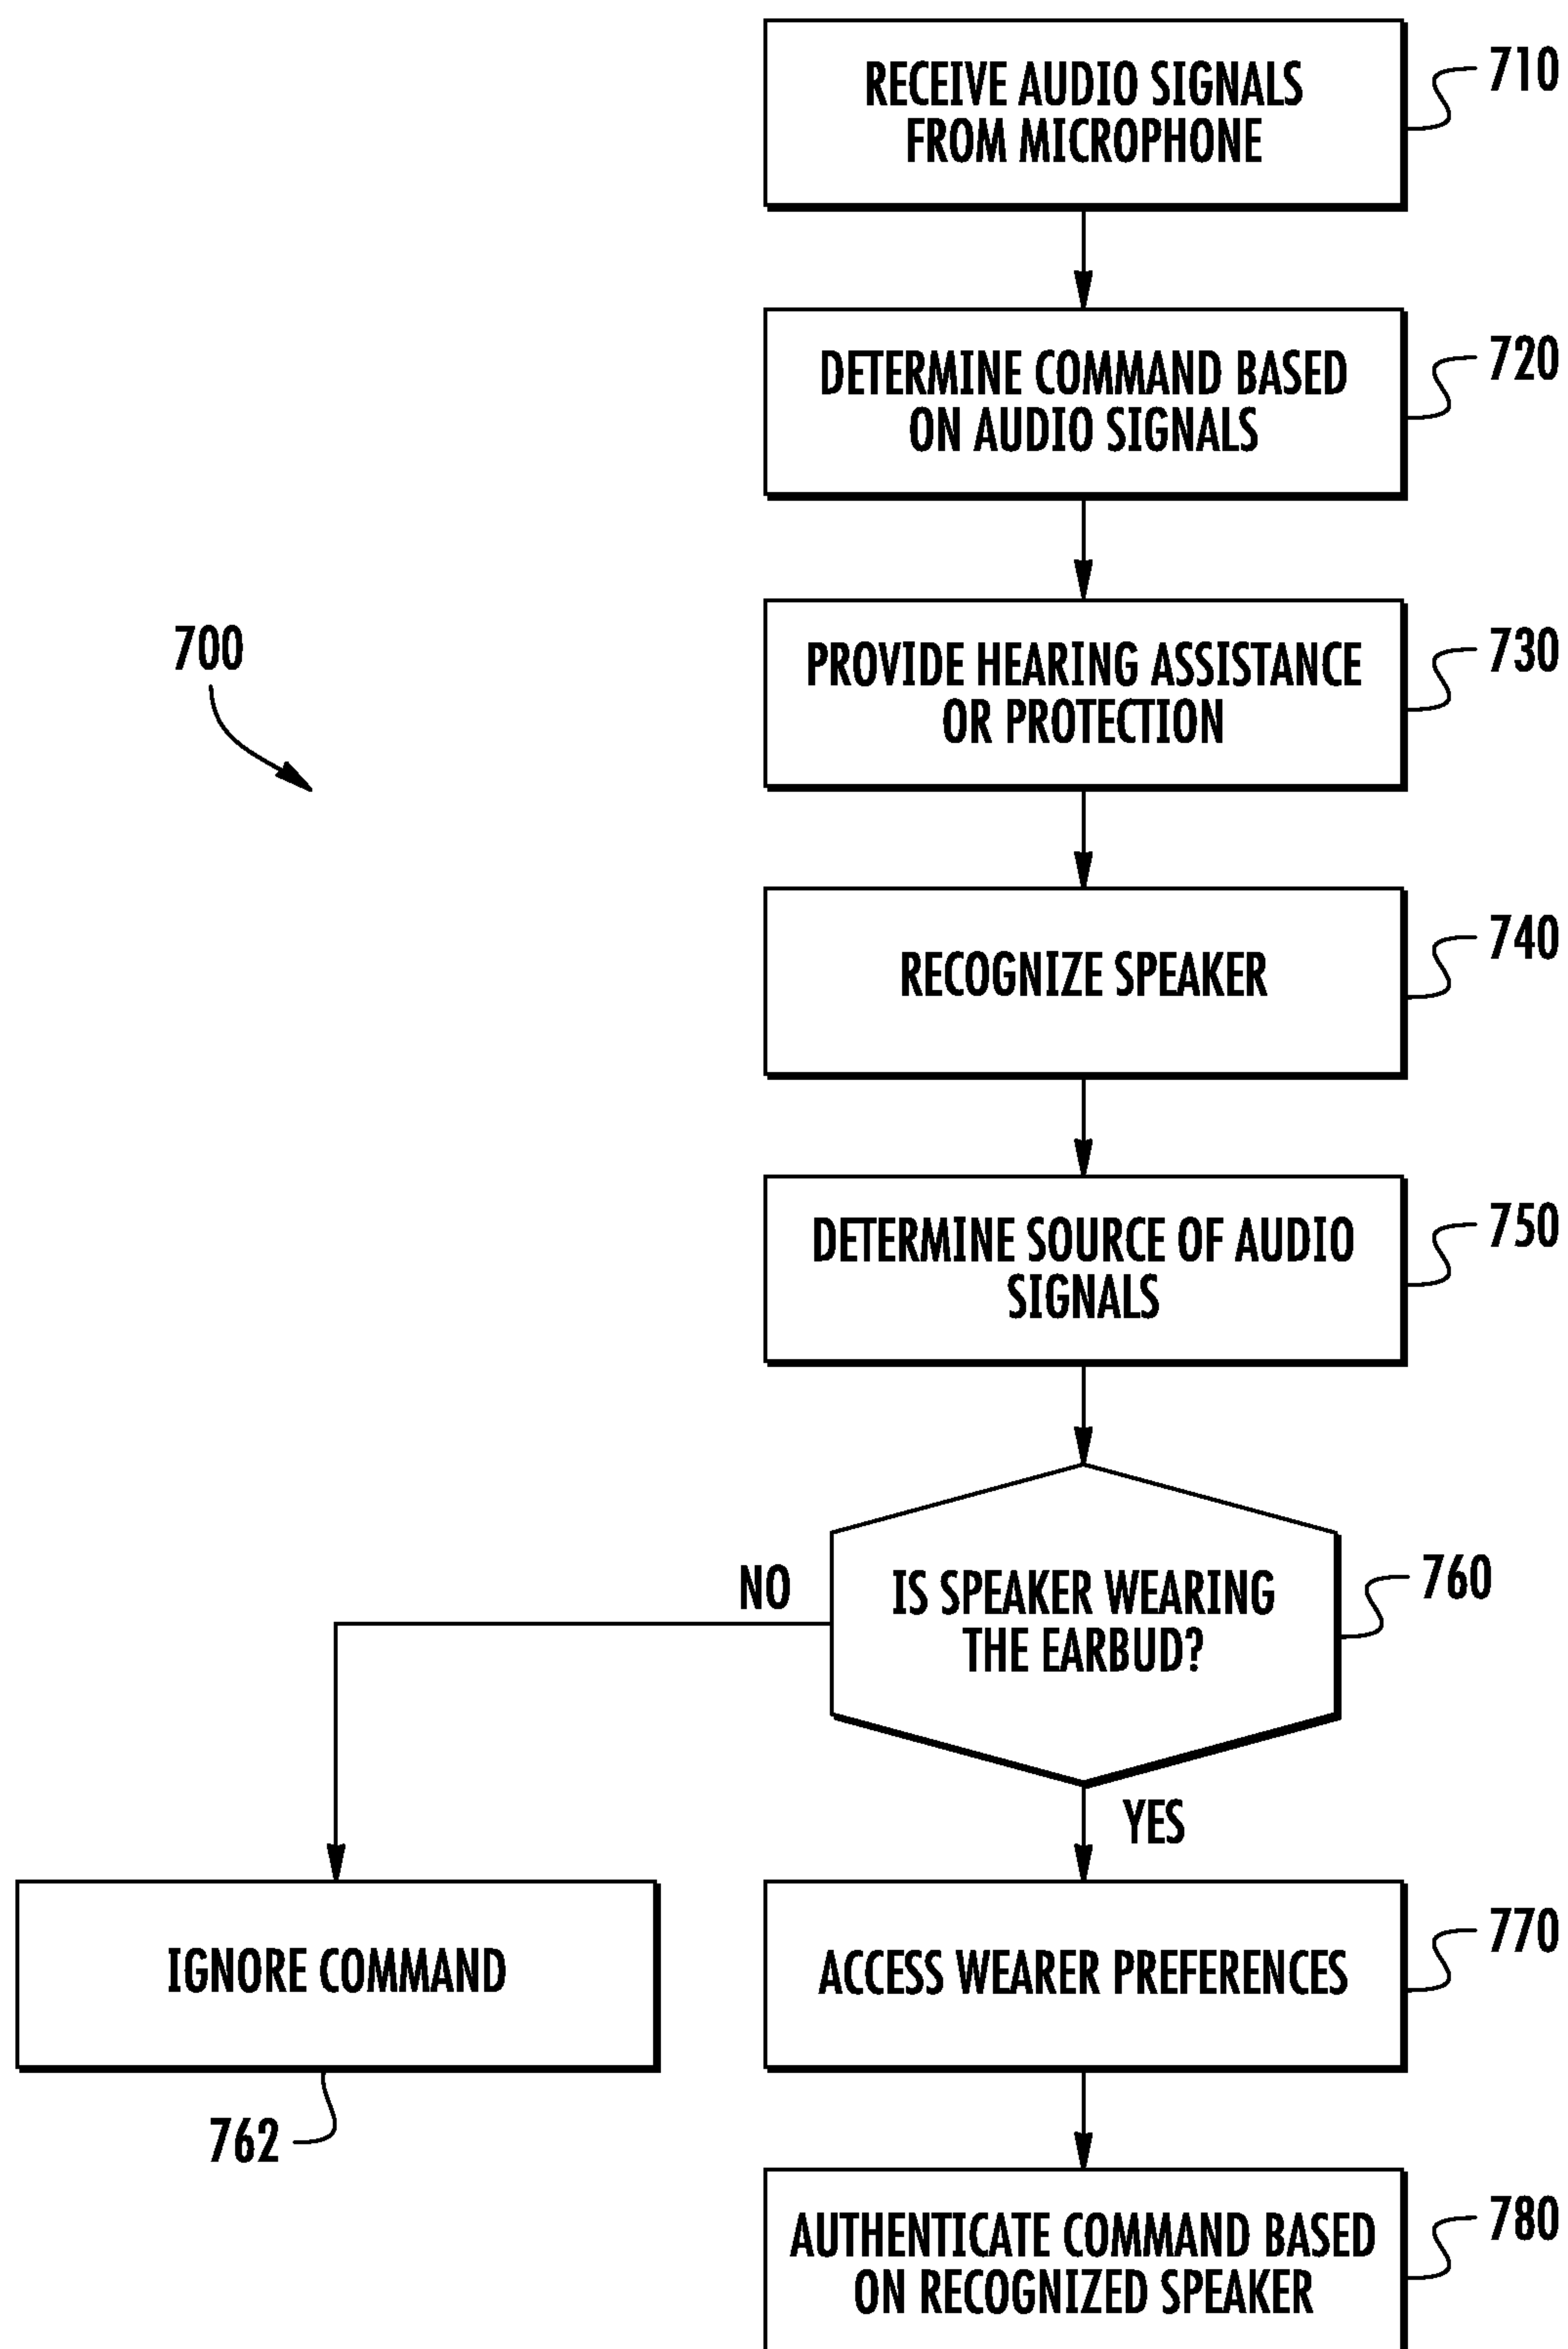 RECEIVE AUDIO SIGNALS
FROM MICROPHONE
710
DETERMINE COMMAND BASED
ON AUDIO SIGNALS
720
700
PROVIDE HEARING ASSISTANCE
OR PROTECTION
730
RECOGNIZE SPEAKER
740
DETERMINE SOURCE OF AUDIO
SIGNALS
750
NO
IS SPEAKER WEARING
THE EARBUD?
760
YES
IGNORE COMMAND
762
ACCESS WEARER PREFERENCES
770
AUTHENTICATE COMMAND BASED
ON RECOGNIZED SPEAKER
780